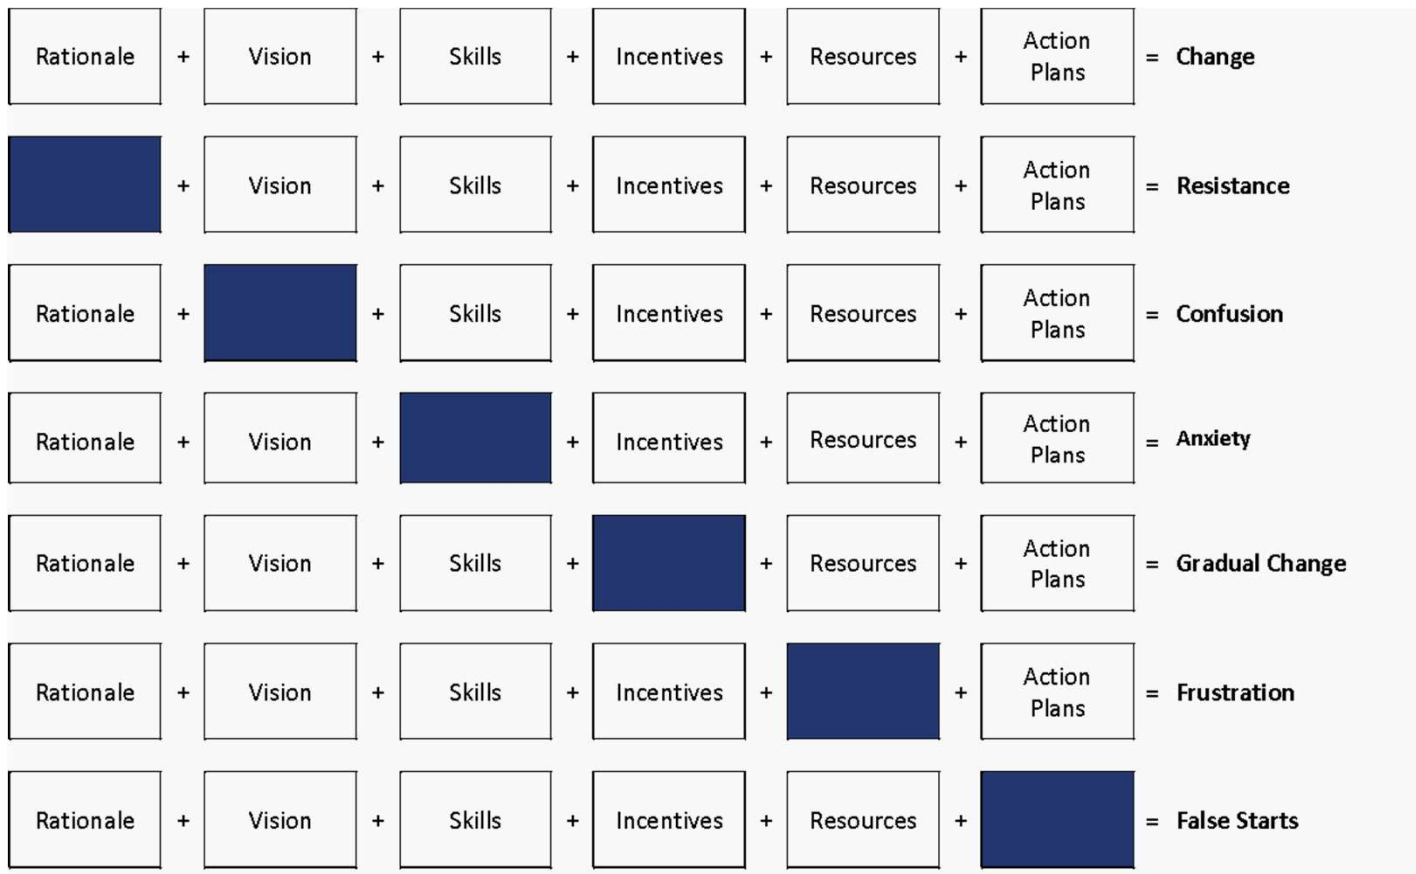 Rationale + Vision + Skills + Incentives + Resources + Action Plans = Change
+ Vision + Skills + Incentives + Resources + Action Plans = Resistance
Rationale + + Skills + Incentives + Resources + Action Plans = Confusion
Rationale + Vision + + Incentives + Resources + Action Plans = Anxiety
Rationale + Vision + Skills + + Resources + Action Plans = Gradual Change
Rationale + Vision + Skills + Incentives + + Action Plans = Frustration
Rationale + Vision + Skills + Incentives + Resources + = False Starts